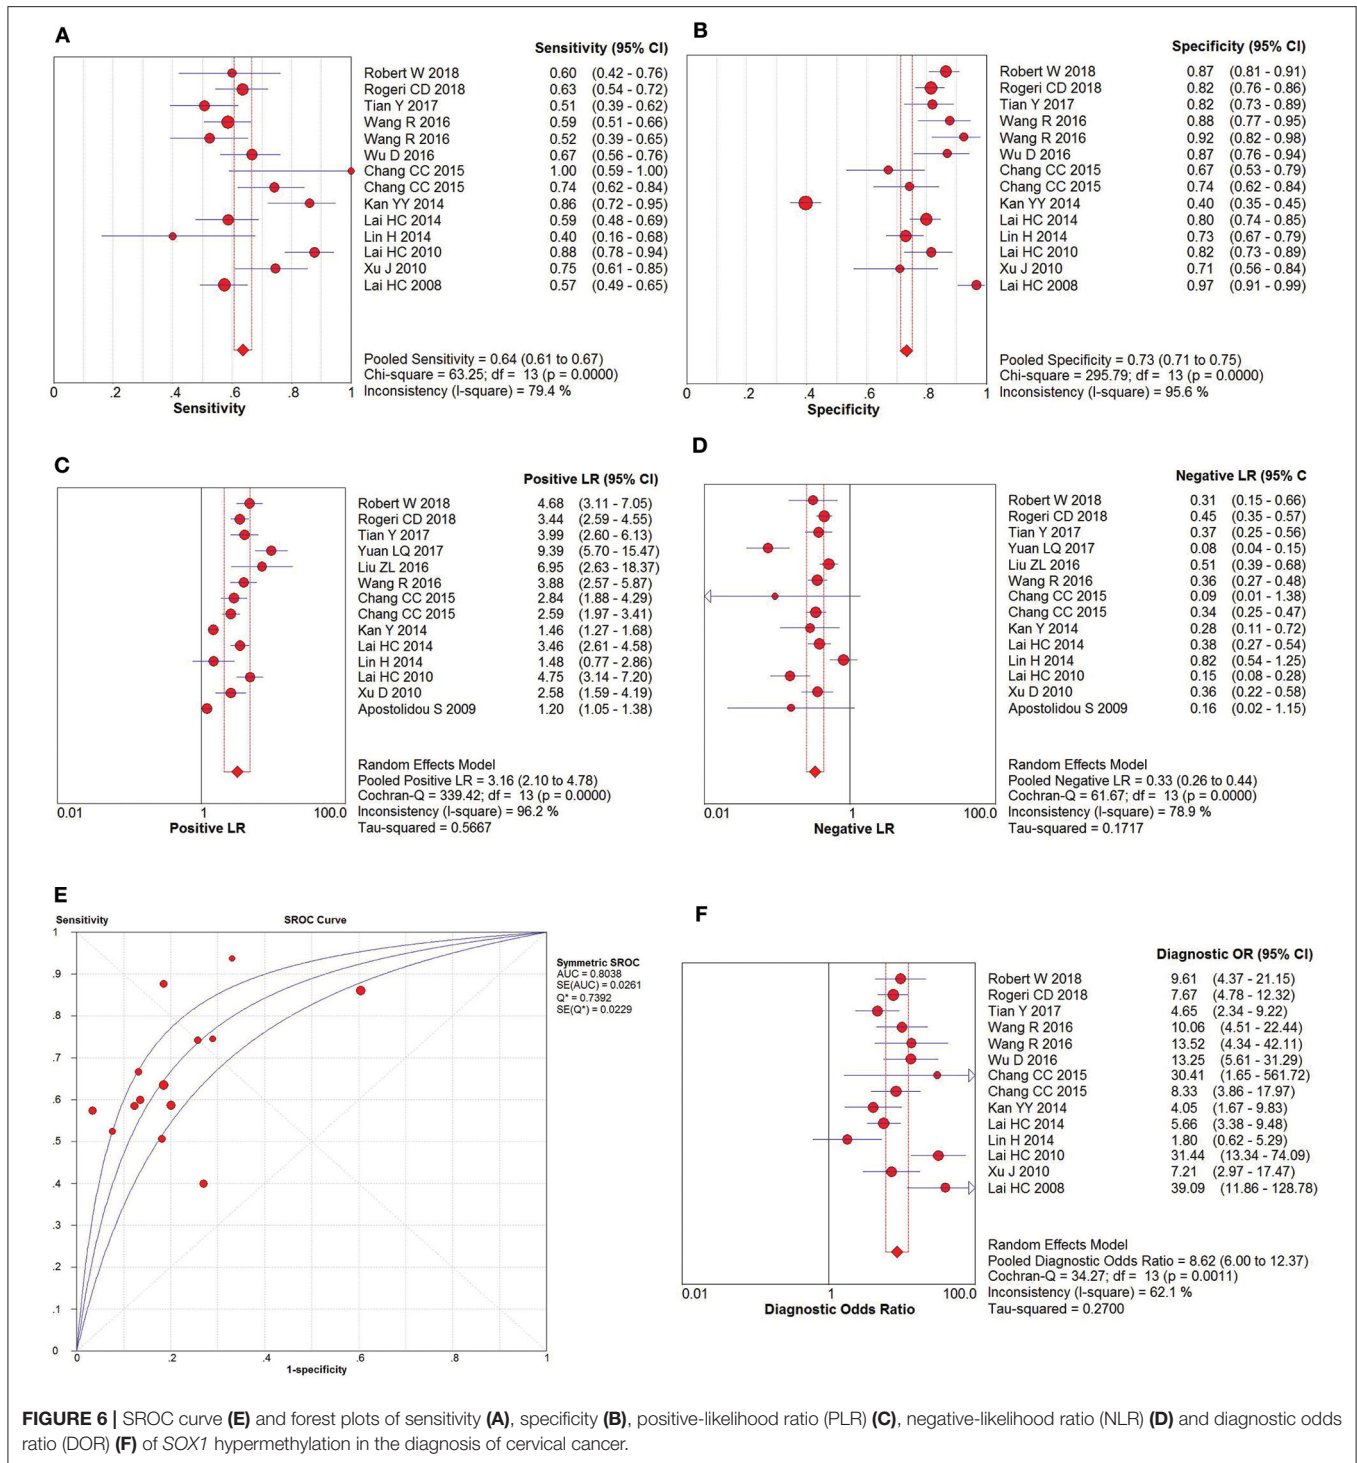 A
Sensitivity (95% CI)
Robert W 2018 0.60 (0.42 - 0.76)
Rogeri CD 2018 0.63 (0.54 - 0.72)
Tian Y 2017 0.51 (0.39 - 0.62)
Wang R 2016 0.59 (0.51 - 0.66)
Wang R 2016 0.52 (0.39 - 0.65)
Wu D 2016 0.67 (0.56 - 0.76)
Chang CC 2015 1.00 (0.59 - 1.00)
Chang CC 2015 0.74 (0.62 - 0.84)
Kan YY 2014 0.86 (0.72 - 0.95)
Lai HC 2014 0.59 (0.48 - 0.69)
Lin H 2014 0.40 (0.16 - 0.68)
Lai HC 2010 0.88 (0.78 - 0.94)
Xu J 2010 0.75 (0.61 - 0.85)
Lai HC 2008 0.57 (0.49 - 0.65)
Pooled Sensitivity = 0.64 (0.61 to 0.67)
Chi-square = 63.25; df = 13 (p = 0.0000)
Inconsistency (I-square) = 79.4 %
0 .2 .4 .6 .8 1
Sensitivity
B
Specificity (95% CI)
Robert W 2018 0.87 (0.81 - 0.91)
Rogeri CD 2018 0.82 (0.76 - 0.86)
Tian Y 2017 0.82 (0.73 - 0.89)
Wang R 2016 0.88 (0.77 - 0.95)
Wang R 2016 0.92 (0.82 - 0.98)
Wu D 2016 0.87 (0.76 - 0.94)
Chang CC 2015 0.67 (0.53 - 0.79)
Chang CC 2015 0.74 (0.62 - 0.84)
Kan YY 2014 0.40 (0.35 - 0.45)
Lai HC 2014 0.80 (0.74 - 0.85)
Lin H 2014 0.73 (0.67 - 0.79)
Lai HC 2010 0.82 (0.73 - 0.89)
Xu J 2010 0.71 (0.56 - 0.84)
Lai HC 2008 0.97 (0.91 - 0.99)
Pooled Specificity = 0.73 (0.71 to 0.75)
Chi-square = 295.79; df = 13 (p = 0.0000)
Inconsistency (I-square) = 95.6 %
0 .2 .4 .6 .8 1
Specificity
C
Positive LR (95% CI)
Robert W 2018 4.68 (3.11 - 7.05)
Rogeri CD 2018 3.44 (2.59 - 4.55)
Tian Y 2017 3.99 (2.60 - 6.13)
Yuan LQ 2017 9.39 (5.70 - 15.47)
Liu ZL 2016 6.95 (2.63 - 18.37)
Wang R 2016 3.88 (2.57 - 5.87)
Chang CC 2015 2.84 (1.88 - 4.29)
Chang CC 2015 2.59 (1.97 - 3.41)
Kan Y 2014 1.46 (1.27 - 1.68)
Lai HC 2014 3.46 (2.61 - 4.58)
Lin H 2014 1.48 (0.77 - 2.86)
Lai HC 2010 4.75 (3.14 - 7.20)
Xu D 2010 2.58 (1.59 - 4.19)
Apostolidou S 2009 1.20 (1.05 - 1.38)
Random Effects Model
Pooled Positive LR = 3.16 (2.10 to 4.78)
Cochran-Q = 339.42; df = 13 (p = 0.0000)
Inconsistency (I-square) = 96.2 %
Tau-squared = 0.5667
0.01 1 100.0
Positive LR
D
Negative LR (95% C
Robert W 2018 0.31 (0.15 - 0.66)
Rogeri CD 2018 0.45 (0.35 - 0.57)
Tian Y 2017 0.37 (0.25 - 0.56)
Yuan LQ 2017 0.08 (0.04 - 0.15)
Liu ZL 2016 0.51 (0.39 - 0.68)
Wang R 2016 0.36 (0.27 - 0.48)
Chang CC 2015 0.09 (0.01 - 1.38)
Chang CC 2015 0.34 (0.25 - 0.47)
Kan Y 2014 0.28 (0.11 - 0.72)
Lai HC 2014 0.38 (0.27 - 0.54)
Lin H 2014 0.82 (0.54 - 1.25)
Lai HC 2010 0.15 (0.08 - 0.28)
Xu D 2010 0.36 (0.22 - 0.58)
Apostolidou S 2009 0.16 (0.02 - 1.15)
Random Effects Model
Pooled Negative LR = 0.33 (0.26 to 0.44)
Cochran-Q = 61.67; df = 13 (p = 0.0000)
Inconsistency (I-square) = 78.9 %
Tau-squared = 0.1717
0.01 1 100.0
Negative LR
E
Sensitivity SROC Curve
1
.9
.8
.7
.6
.5
.4
.3
.2
.1
0
0 .2 .4 .6 .8 1
1-specificity
Symmetric SROC
AUC = 0.8038
SE(AUC) = 0.0261
Q* = 0.7392
SE(Q*) = 0.0229
F
Diagnostic OR (95% CI)
Robert W 2018 9.61 (4.37 - 21.15)
Rogeri CD 2018 7.67 (4.78 - 12.32)
Tian Y 2017 4.65 (2.34 - 9.22)
Wang R 2016 10.06 (4.51 - 22.44)
Wang R 2016 13.52 (4.34 - 42.11)
Wu D 2016 13.25 (5.61 - 31.29)
Chang CC 2015 30.41 (1.65 - 561.72)
Chang CC 2015 8.33 (3.86 - 17.97)
Kan YY 2014 4.05 (1.67 - 9.83)
Lai HC 2014 5.66 (3.38 - 9.48)
Lin H 2014 1.80 (0.62 - 5.29)
Lai HC 2010 31.44 (13.34 - 74.09)
Xu J 2010 7.21 (2.97 - 17.47)
Lai HC 2008 39.09 (11.86 - 128.78)
Random Effects Model
Pooled Diagnostic Odds Ratio = 8.62 (6.00 to 12.37)
Cochran-Q = 34.27; df = 13 (p = 0.0011)
Inconsistency (I-square) = 62.1 %
Tau-squared = 0.2700
0.01 1 100.0
Diagnostic Odds Ratio
FIGURE 6 | SROC curve (E) and forest plots of sensitivity (A), specificity (B), positive-likelihood ratio (PLR) (C), negative-likelihood ratio (NLR) (D) and diagnostic odds
ratio (DOR) (F) of SOX1 hypermethylation in the diagnosis of cervical cancer.